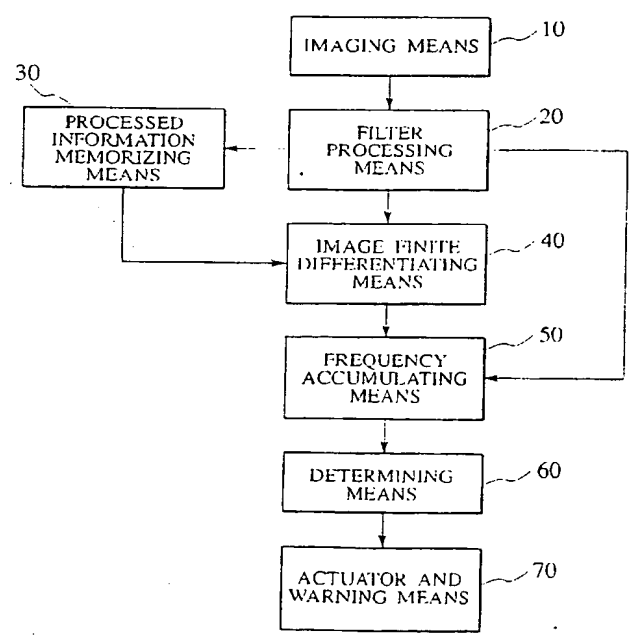 10
IMAGING MEANS
30
PROCESSED
INFORMATION
MEMORIZING
MEANS
20
FILTER
PROCESSING
MEANS
40
IMAGE FINITE
DIFFERENTIATING
MEANS
50
FREQUENCY
ACCUMULATING
MEANS
60
DETERMINING
MEANS
70
ACTUATOR AND
WARNING MEANS